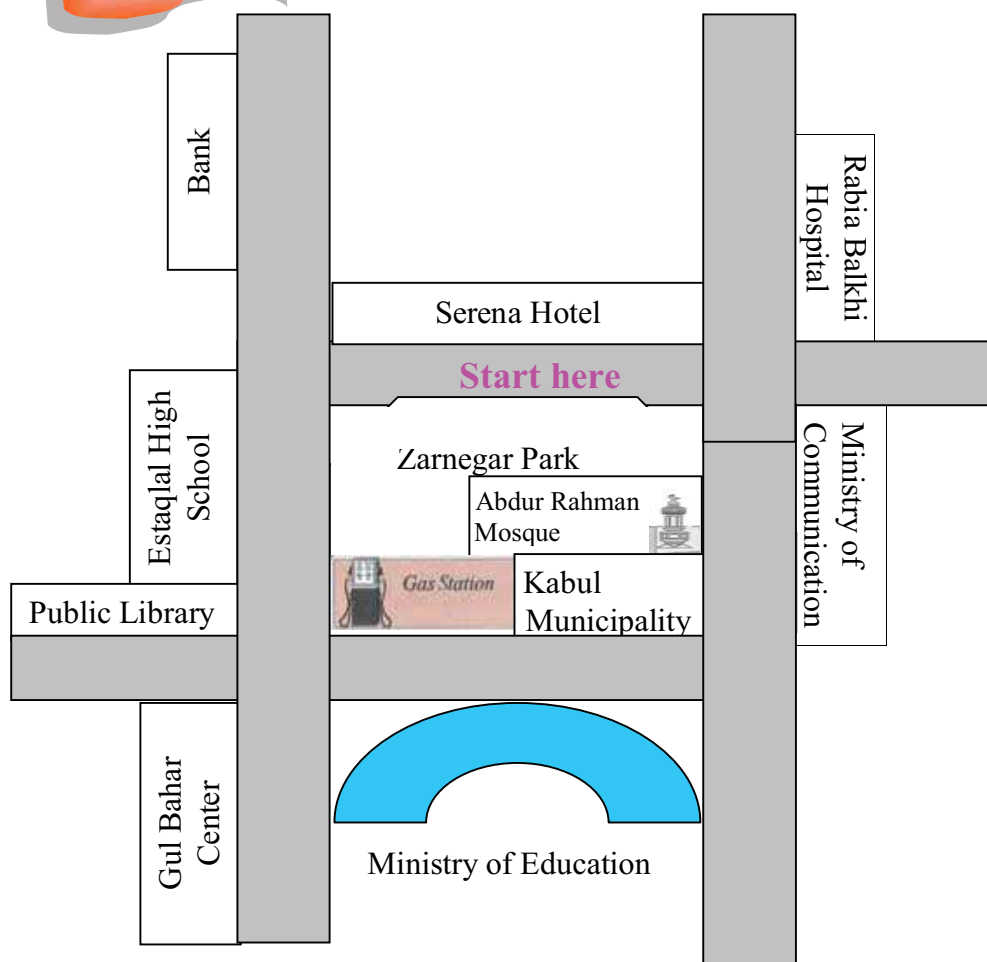 Bank
Rabia Balkhi
Hospital
Serena Hotel
Start here
Estaqlal High
School
Zarnegar Park
Ministry of
Communication
Abdur Rahman
Mosque
Gas Station
Kabul
Municipality
Public Library
Gul Bahar
Center
Ministry of Education